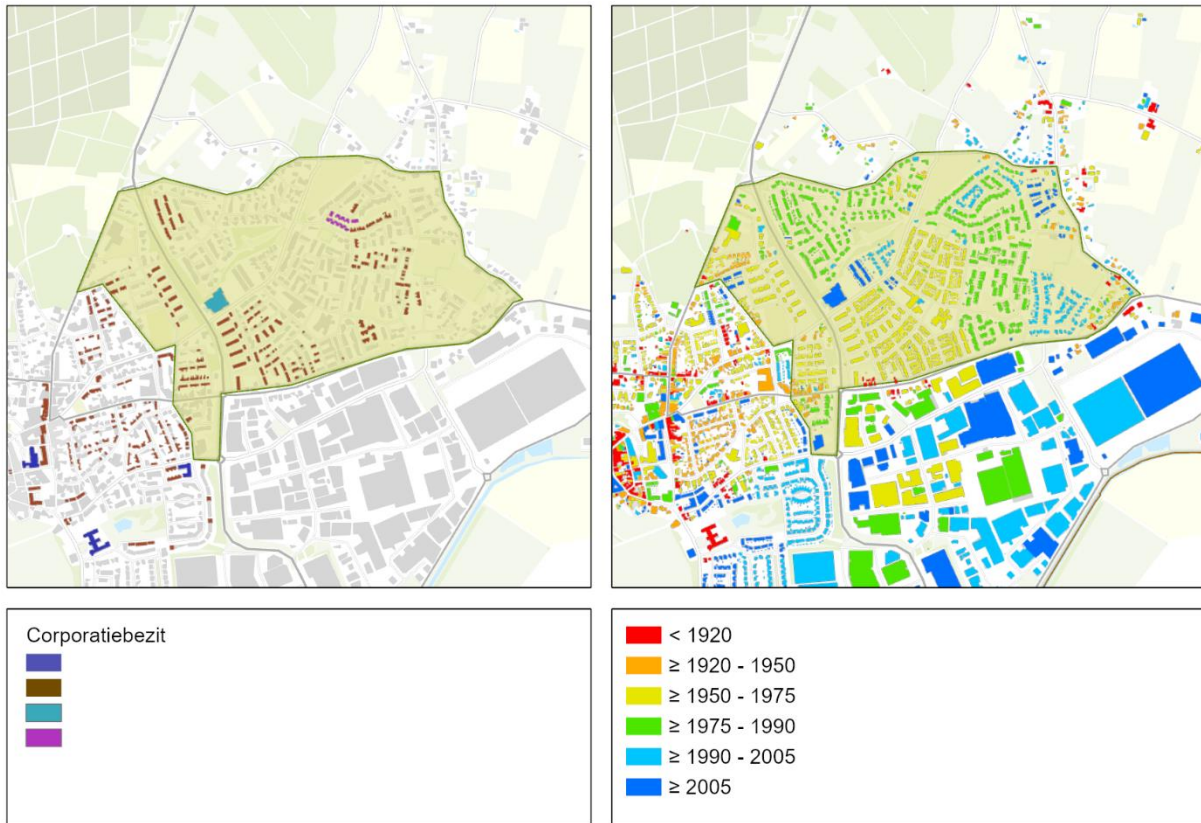 Corporatiebezit
< 1920
≥ 1920 - 1950
≥ 1950 - 1975
≥ 1975 - 1990
≥ 1990 - 2005
≥ 2005